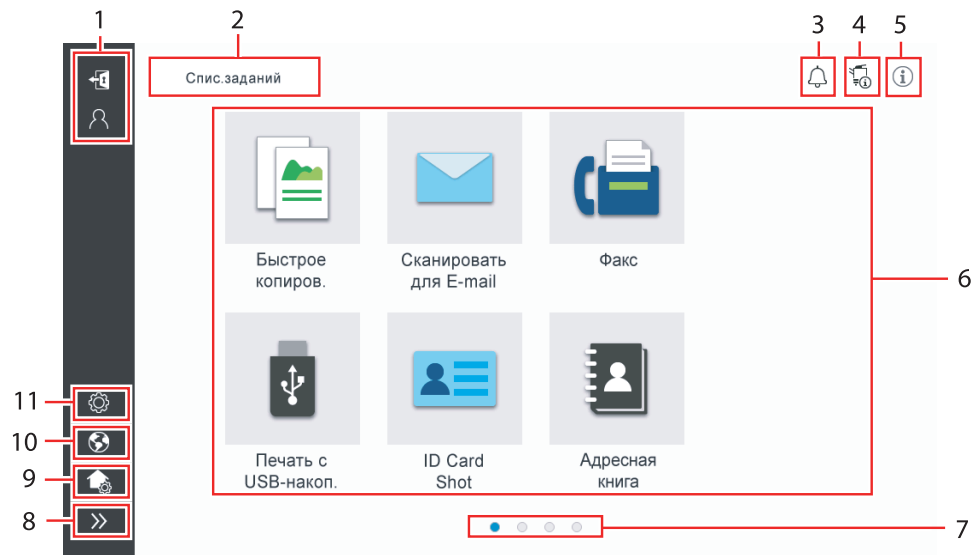 1
2
3
4
5
Спис.заданий
Быстрое
копиров.
Сканировать
для E-mail
Факс
6
Печать с
USB-накоп.
ID Card
Shot
Адресная
книга
11
10
9
8
7